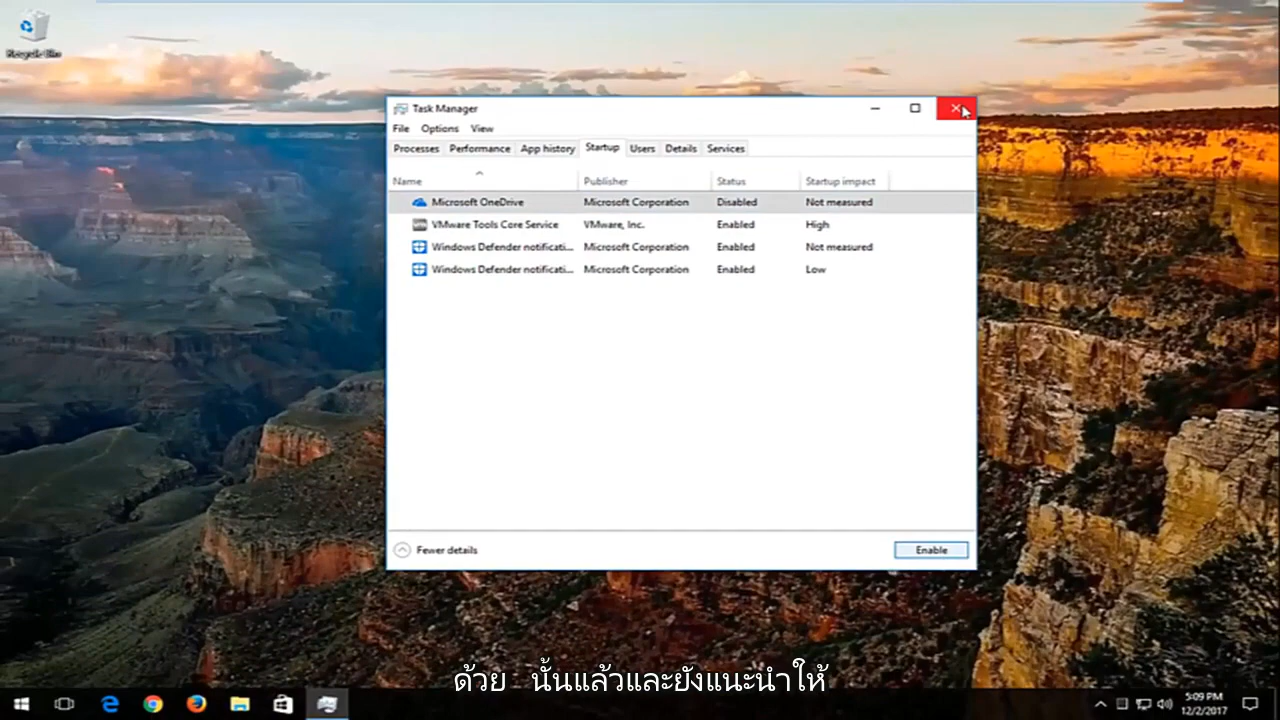 Recycle Bin
Task Manager
File Options View
Processes Performance App history Startup Users Details Services
Name Publisher Status Startup impact
Microsoft OneDrive Microsoft Corporation Disabled Not measured
VMware Tools Core Service VMware, Inc. Enabled High
Windows Defender notificati... Microsoft Corporation Enabled Not measured
Windows Defender notificati... Microsoft Corporation Enabled Low
Fewer details Enable
ด้วย นั้นแล้วและยังแนะนำให้
5:09 PM
12/2/2017